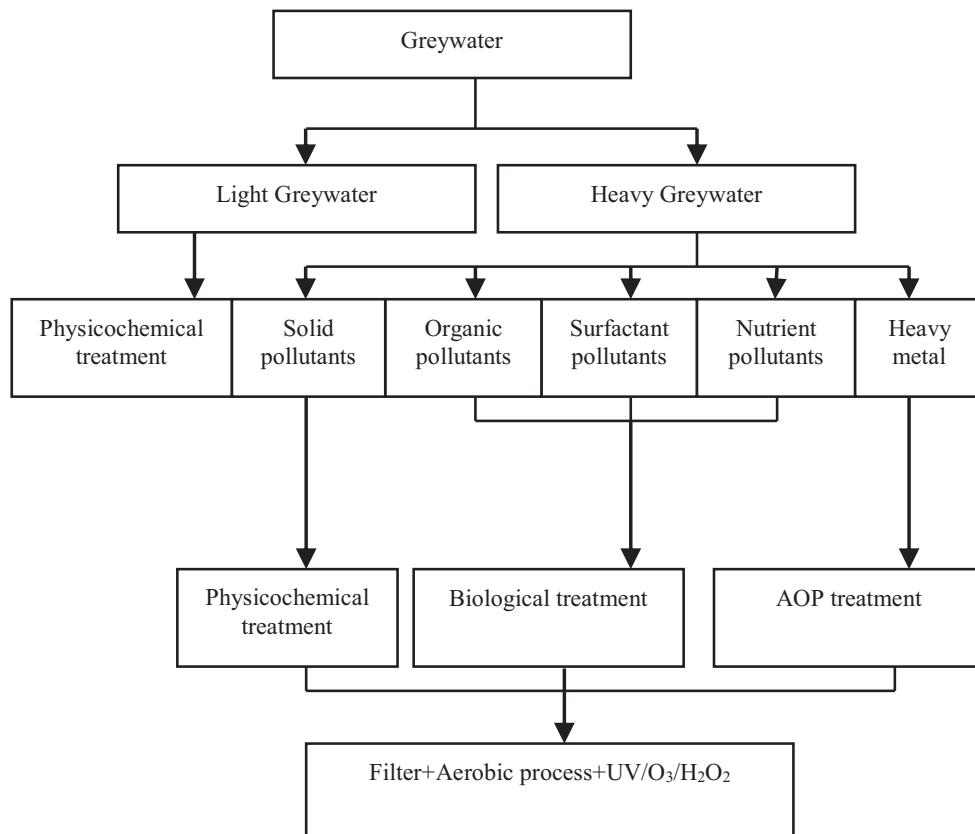 Greywater
Light Greywater
Heavy Greywater
Physicochemical
treatment
Solid
pollutants
Organic
pollutants
Surfactant
pollutants
Nutrient
pollutants
Heavy
metal
Physicochemical
treatment
Biological treatment
AOP treatment
Filter+Aerobic process+UV/O₃/H₂O₂